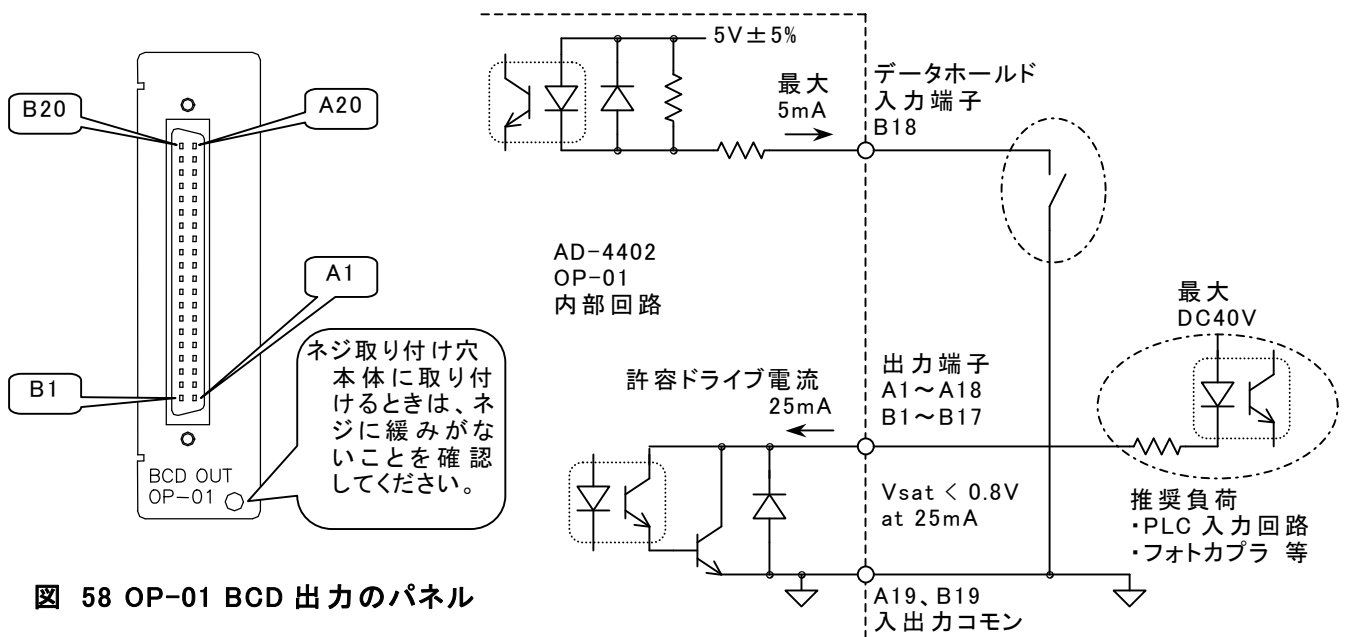 B20
A20
A1
B1
ネジ取り付け穴
本体に取り付
けるときは、ネ
ジに緩みがな
いことを確認
してください。
BCD OUT
OP-01
図 58 OP-01 BCD 出力のパネル
5V±5%
最大
5mA
データホールド
入力端子
B18
AD-4402
OP-01
内部回路
最大
DC40V
許容ドライブ電流
25mA
出力端子
A1～A18
B1～B17
Vsat < 0.8V
at 25mA
推奨負荷
・PLC 入力回路
・フォトカプラ 等
A19、B19
入出力コモン